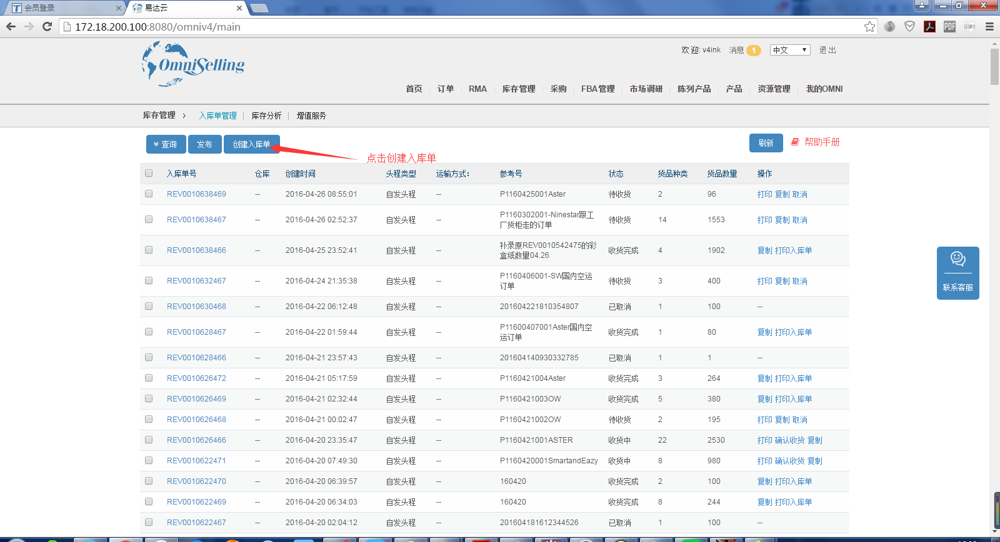 会员登录
易达云
172.18.200.100:8080/omniv4/main
OmniSelling
欢 迎: v4ink 消息 1 中文 退 出
首页 订单 RMA 库存管理 采购 FBA管理 市场调研 陈列产品 产品 资源管理 我的OMNI
库存管理 > 入库单管理 库存分析 增值服务
查询 发布 创建入库单 刷新 帮助手册
点击创建入库单
入库单号 仓库 创建时间 头程类型 运输方式: 参考号 状态 货品种类 货品数量 操作
REV0010638469 -- 2016-04-26 08:55:01 自发头程 -- P1160425001Aster 待收货 2 96 打印 复制 取消
REV0010638467 -- 2016-04-26 02:52:37 自发头程 -- P1160302001-Ninestar跟工
厂货柜走的订单 待收货 14 1553 打印 复制 取消
REV0010638466 -- 2016-04-25 23:52:41 自发头程 -- 补录原REV0010542475的彩
盒纸数量04.26 收货完成 4 1902 复制 打印入库单
REV0010632467 -- 2016-04-24 21:35:38 自发头程 -- P1160406001-SW国内空运
订单 待收货 3 400 打印 复制 取消
REV0010630468 -- 2016-04-22 06:12:48 自发头程 -- 201604221810354807 已取消 1 100 --
REV0010628467 -- 2016-04-22 01:59:44 自发头程 -- P11600407001Aster国内空
运订单 收货完成 1 80 复制 打印入库单
REV0010628466 -- 2016-04-21 23:57:43 自发头程 -- 201604140930332785 已取消 1 1 --
REV0010626472 -- 2016-04-21 05:17:59 自发头程 -- P1160421004Aster 收货完成 3 264 复制 打印入库单
REV0010626469 -- 2016-04-21 02:32:44 自发头程 -- P1160421003OW 收货完成 5 380 复制 打印入库单
REV0010626468 -- 2016-04-21 00:02:47 自发头程 -- P1160421002OW 待收货 2 195 打印 复制 取消
REV0010626466 -- 2016-04-20 23:35:47 自发头程 -- P1160421001ASTER 收货中 22 2530 打印 确认收货 复制
REV0010622471 -- 2016-04-20 07:49:30 自发头程 -- P1160420001SmartandEazy 收货中 8 980 打印 确认收货 复制
REV0010622470 -- 2016-04-20 06:39:57 自发头程 -- 160420 收货完成 2 100 复制 打印入库单
REV0010622469 -- 2016-04-20 06:34:03 自发头程 -- 160420 收货完成 8 244 复制 打印入库单
REV0010622467 -- 2016-04-20 02:04:12 自发头程 -- 201604181612344526 已取消 1 100 --
联系客服